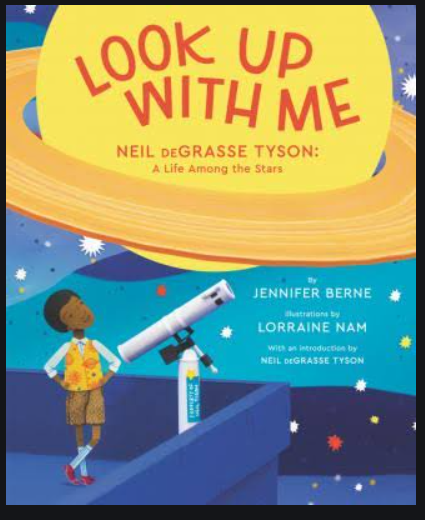 LOOK UP
WITH ME
NEIL DEGRASSE TYSON:
A Life Among the Stars
By
JENNIFER BERNE
Illustrations by
LORRAINE NAM
With an introduction by
NEIL DEGRASSE TYSON